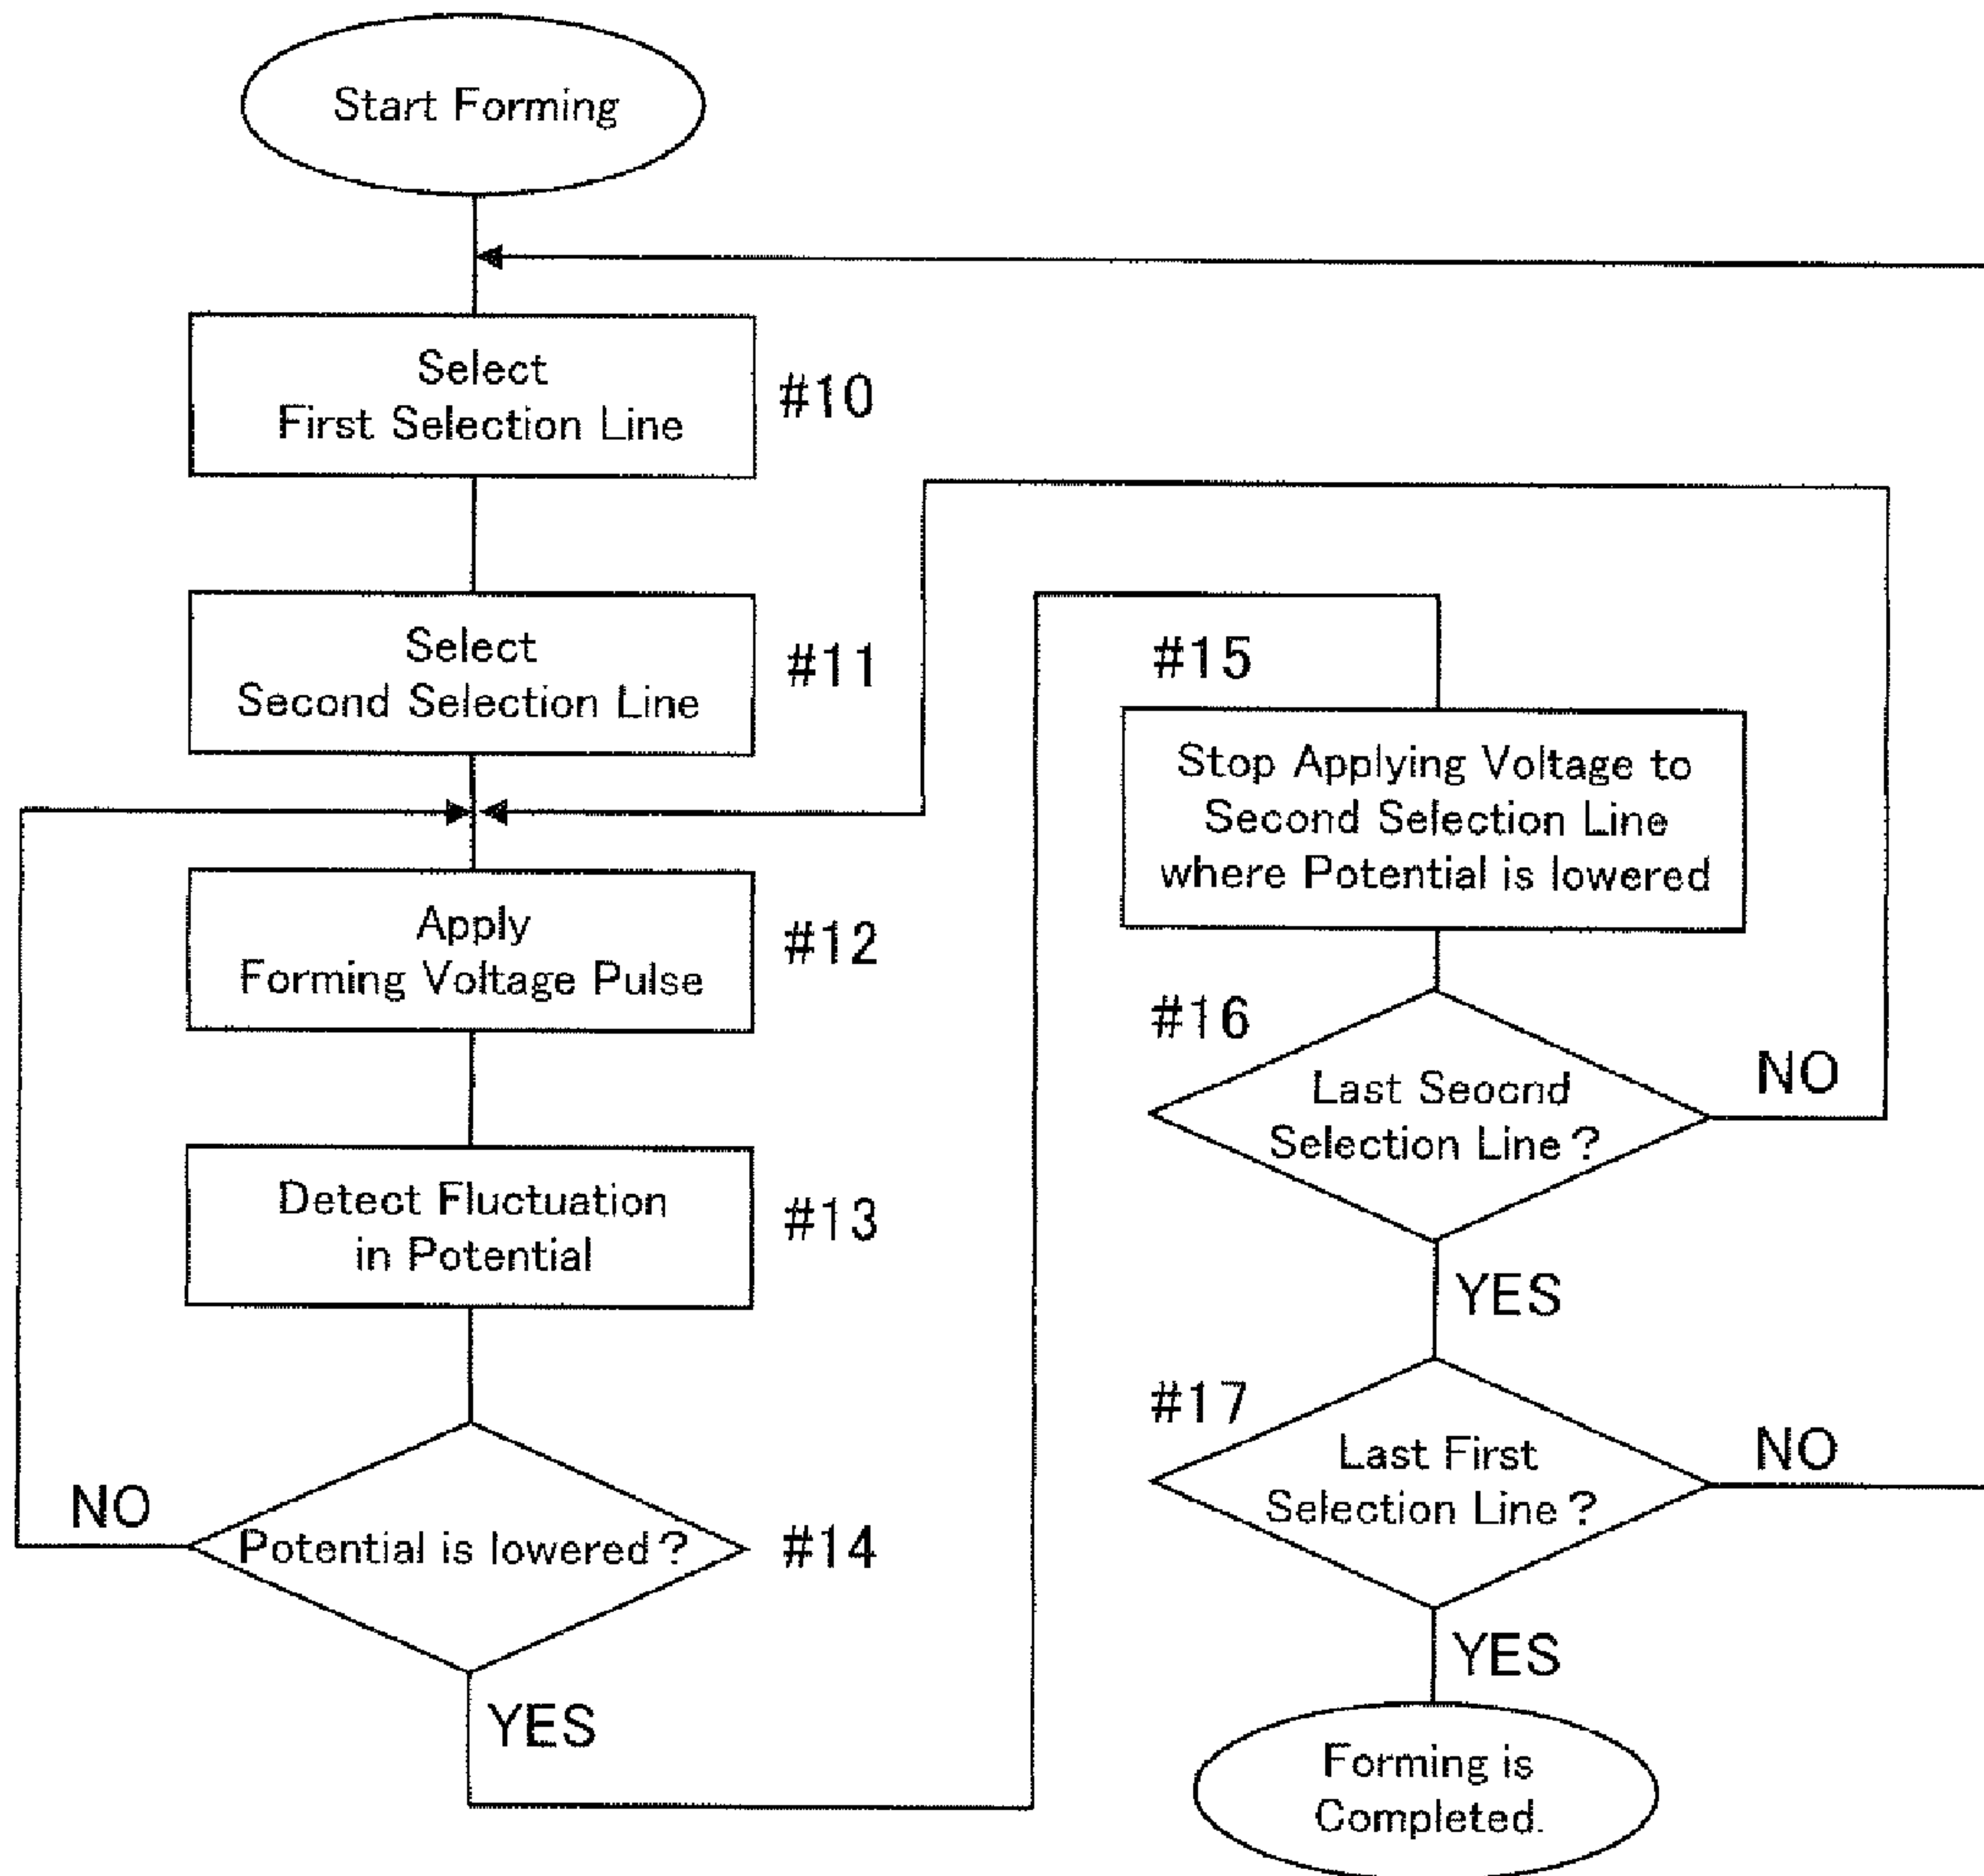 Start Forming
Select
First Selection Line
#10
Select
Second Selection Line
#11
Apply
Forming Voltage Pulse
#12
Detect Fluctuation
in Potential
#13
Potential is lowered?
#14
NO
YES
#15
Stop Applying Voltage to
Second Selection Line
where Potential is lowered
#16
Last Seocnd
Selection Line?
NO
YES
#17
Last First
Selection Line?
NO
YES
Forming is
Completed.